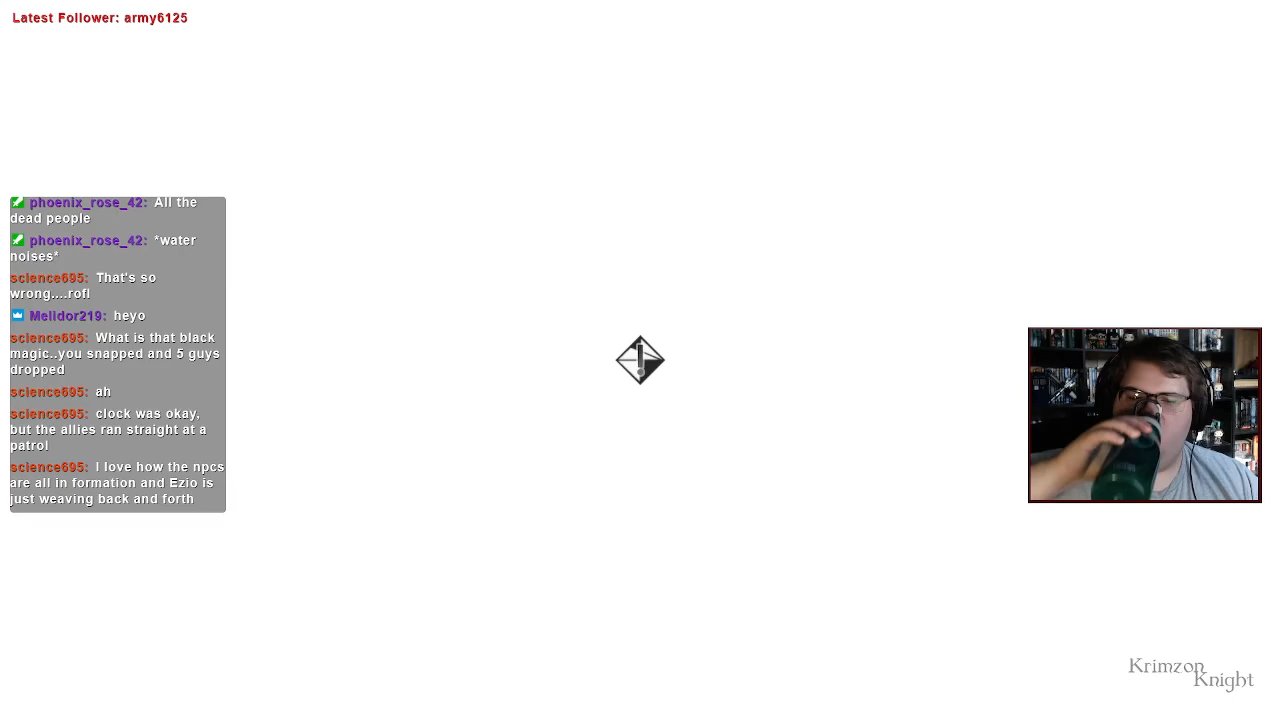 Latest Follower: army6125
phoenix_rose_42: All the
dead people
phoenix_rose_42: *water
noises*
science695: That's so
wrong....rofl
Melidor219: heyo
science695: What is that black
magic..you snapped and 5 guys
dropped
science695: ah
science695: clock was okay,
but the allies ran straight at a
patrol
science695: I love how the npcs
are all in formation and Ezio is
just weaving back and forth
Krimzon
Knight